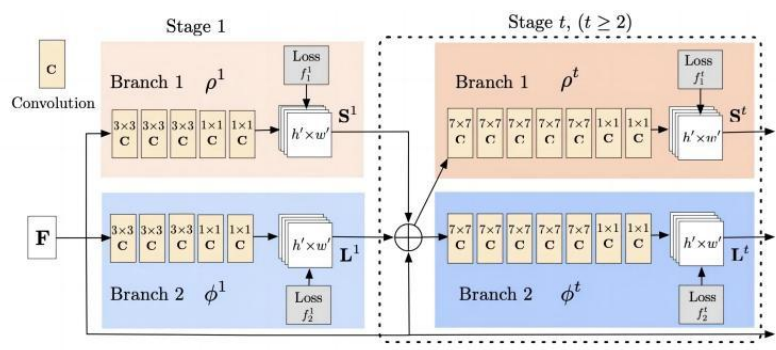 Stage 1
Stage t, (t ≥ 2)
C
Convolution
Branch 1 ρ¹
Loss
f₁¹
3×3 3×3 3×3 1×1 1×1
C C C C C
h′×w′
S¹
Branch 1 ρᵗ
Loss
f₁ᵗ
7×7 7×7 7×7 7×7 7×7 1×1 1×1
C C C C C C C
h′×w′
Sᵗ
F
3×3 3×3 3×3 1×1 1×1
C C C C C
h′×w′
L¹
Branch 2 ϕ¹
Loss
f₂¹
7×7 7×7 7×7 7×7 7×7 1×1 1×1
C C C C C C C
h′×w′
Lᵗ
Branch 2 ϕᵗ
Loss
f₂ᵗ